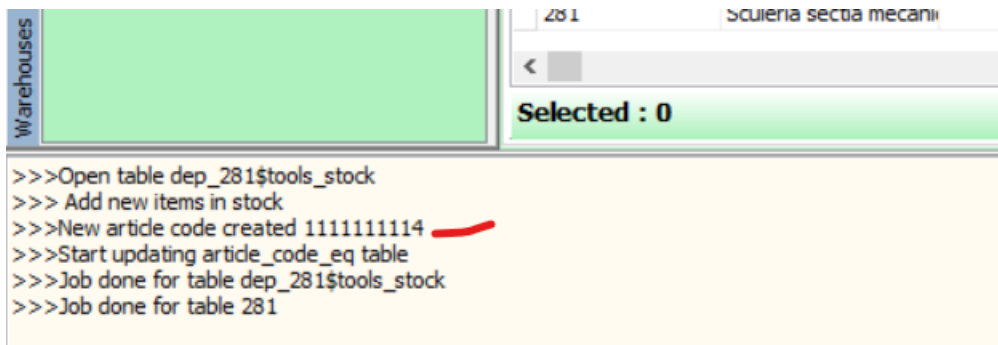 Warehouses
281 Sculeria sectia mecani
Selected : 0
>>>Open table dep_281$tools_stock
>>> Add new items in stock
>>>New article code created 1111111114
>>>Start updating article_code_eq table
>>>Job done for table dep_281$tools_stock
>>>Job done for table 281